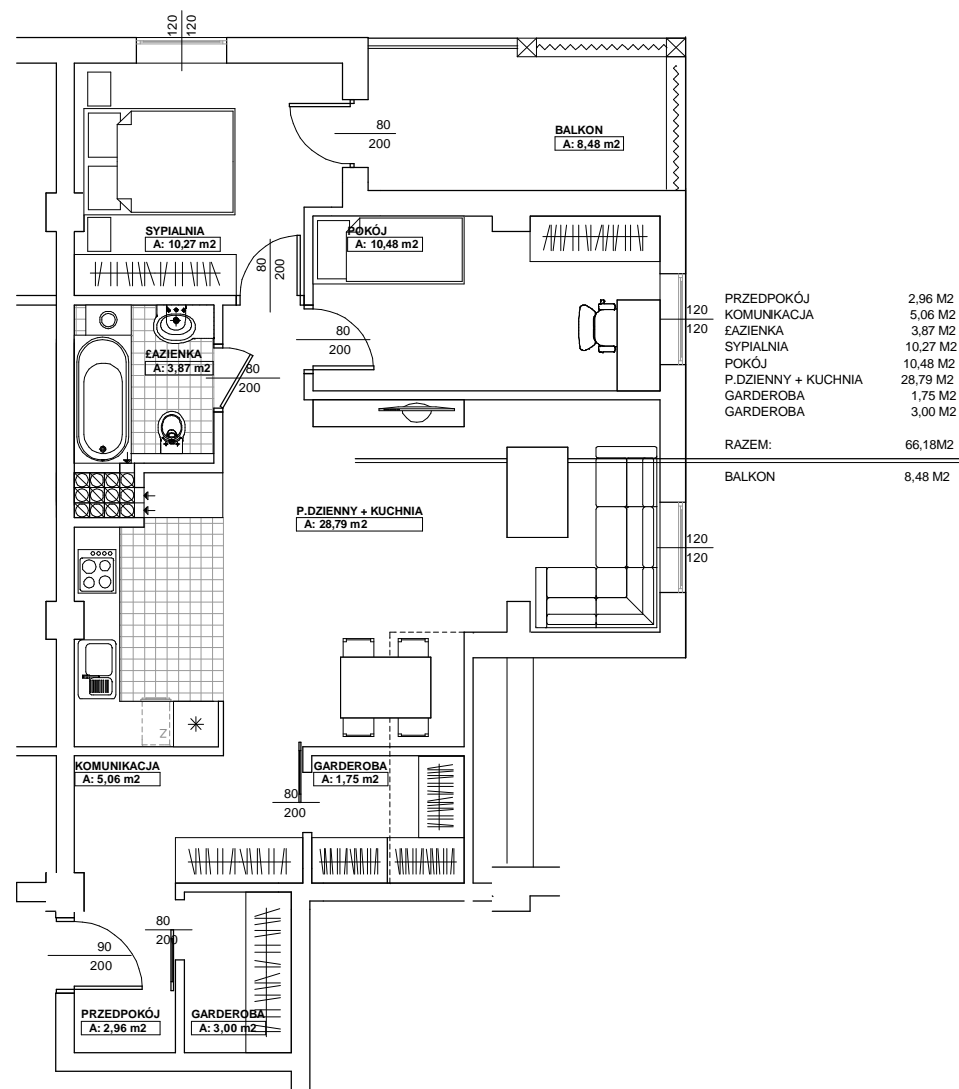 120
120
80
200
BALKON
A: 8,48 m2
SYPIALNIA
A: 10,27 m2
POKÓJ
A: 10,48 m2
80
200
80
200
120
120
£AZIENKA
A: 3,87 m2
80
200
PRZEDPOKÓJ 2,96 M2
KOMUNIKACJA 5,06 M2
£AZIENKA 3,87 M2
SYPIALNIA 10,27 M2
POKÓJ 10,48 M2
P.DZIENNY + KUCHNIA 28,79 M2
GARDEROBA 1,75 M2
GARDEROBA 3,00 M2
RAZEM: 66,18M2
BALKON 8,48 M2
P.DZIENNY + KUCHNIA
A: 28,79 m2
120
120
Z
KOMUNIKACJA
A: 5,06 m2
GARDEROBA
A: 1,75 m2
80
200
80
200
90
200
PRZEDPOKÓJ
A: 2,96 m2
GARDEROBA
A: 3,00 m2